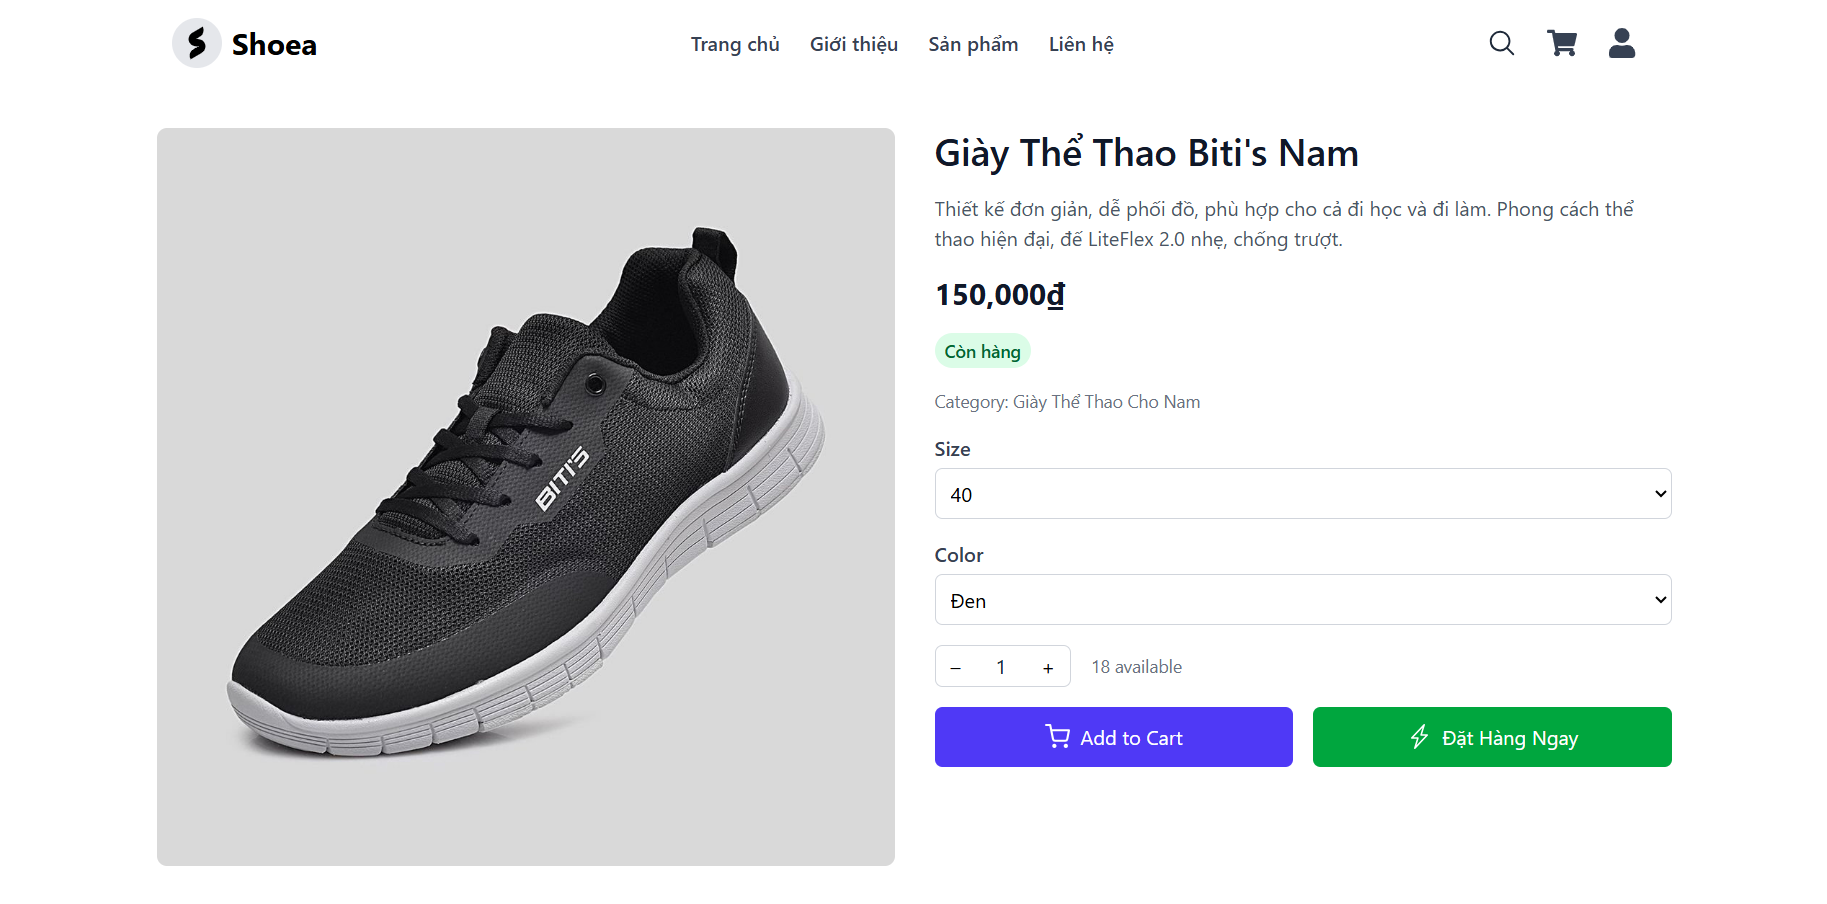 Shoea
Trang chủ
Giới thiệu
Sản phẩm
Liên hệ
BITI'S
Giày Thể Thao Biti's Nam
Thiết kế đơn giản, dễ phối đồ, phù hợp cho cả đi học và đi làm. Phong cách thể
thao hiện đại, đế LiteFlex 2.0 nhẹ, chống trượt.
150,000₫
Còn hàng
Category: Giày Thể Thao Cho Nam
Size
40
Color
Đen
− 1 +
18 available
Add to Cart
Đặt Hàng Ngay